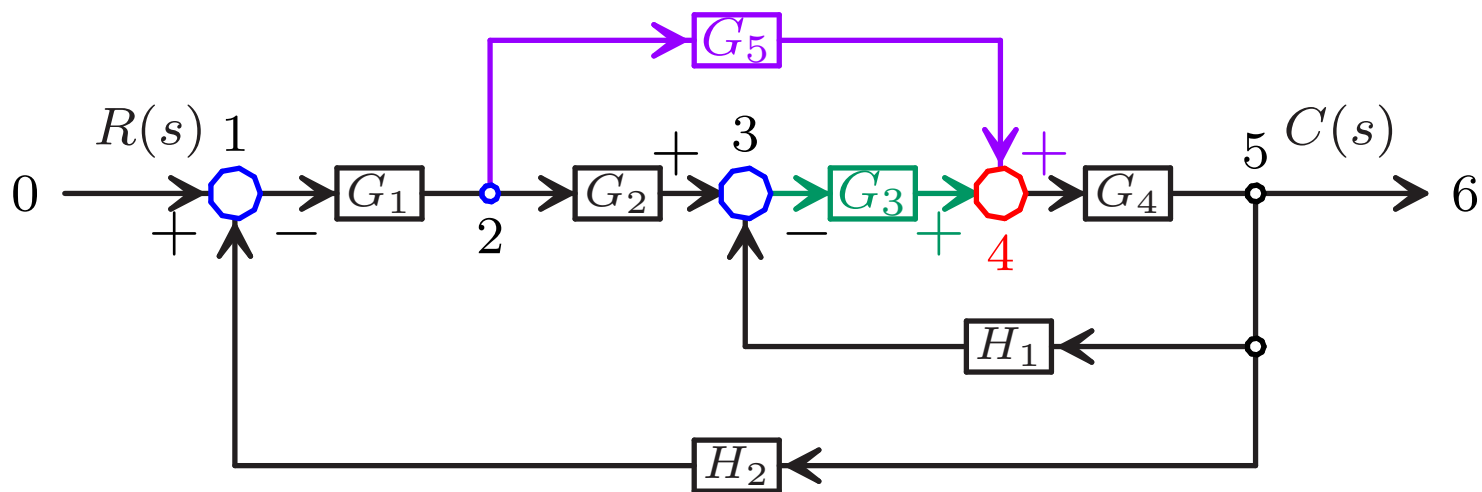 G₅
R(s) 1 3 5 C(s)
+ +
0 G₁ G₂ G₃ G₄ 6
+ − 2 − + 4
H₁
H₂